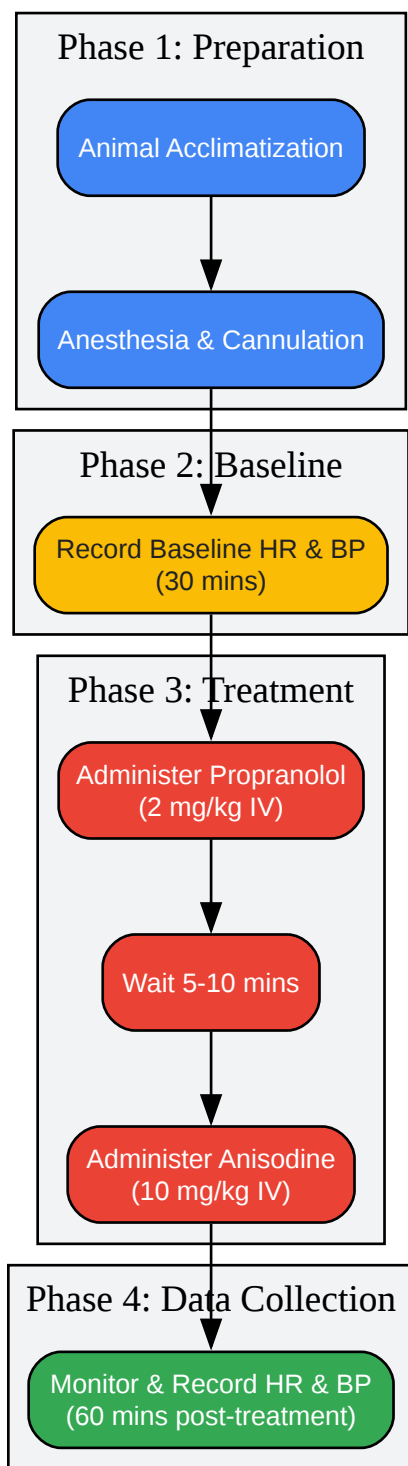 Phase 1: Preparation
Animal Acclimatization
Anesthesia & Cannulation
Phase 2: Baseline
Record Baseline HR & BP
(30 mins)
Phase 3: Treatment
Administer Propranolol
(2 mg/kg IV)
Wait 5-10 mins
Administer Anisodine
(10 mg/kg IV)
Phase 4: Data Collection
Monitor & Record HR & BP
(60 mins post-treatment)